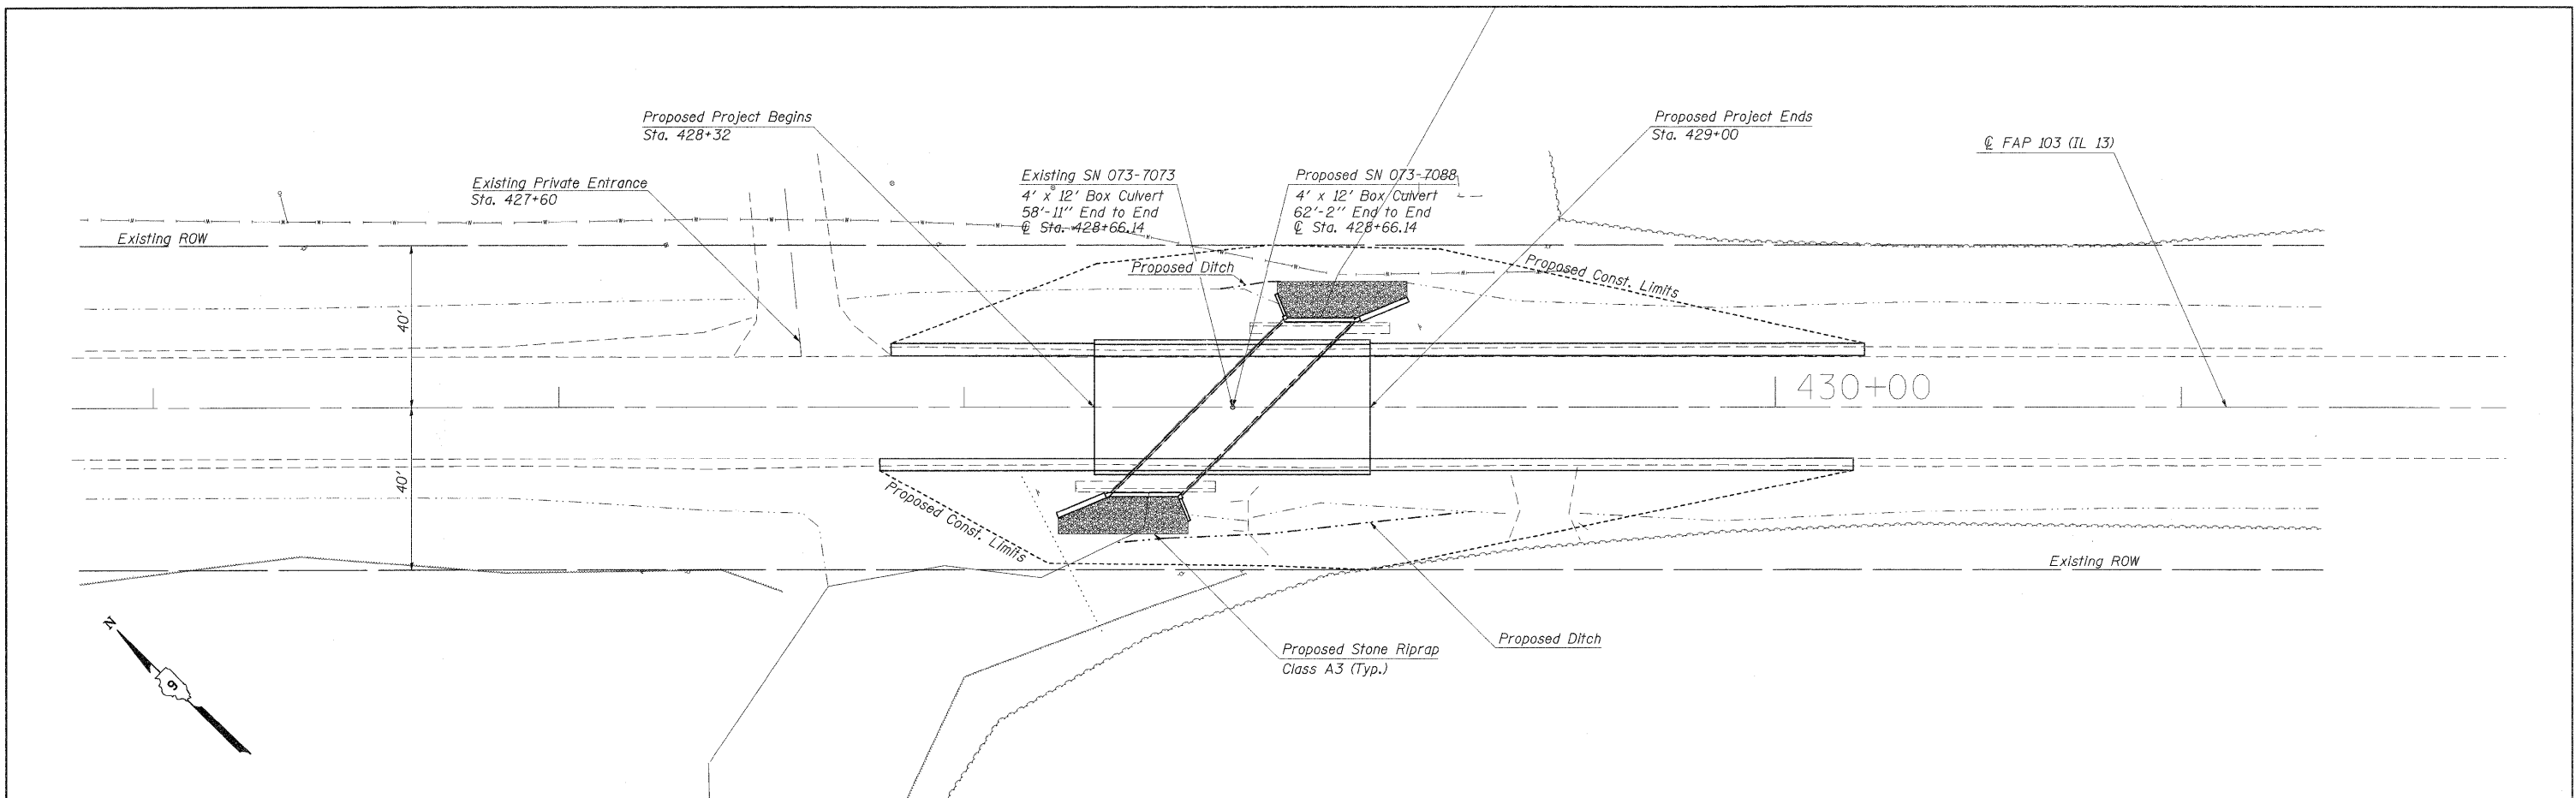 Proposed Project Begins
Sta. 428+32
Proposed Project Ends
Sta. 429+00
℄ FAP 103 (IL 13)
Existing Private Entrance
Sta. 427+60
Existing SN 073-7073
4' x 12' Box Culvert
58'-11" End to End
℄ Sta. 428+66.14
Proposed SN 073-7088
4' x 12' Box Culvert
62'-2" End to End
℄ Sta. 428+66.14
Existing ROW
Proposed Ditch
Proposed Const. Limits
40'
430+00
40'
Proposed Const. Limits
Existing ROW
N
9
Proposed Stone Riprap
Class A3 (Typ.)
Proposed Ditch